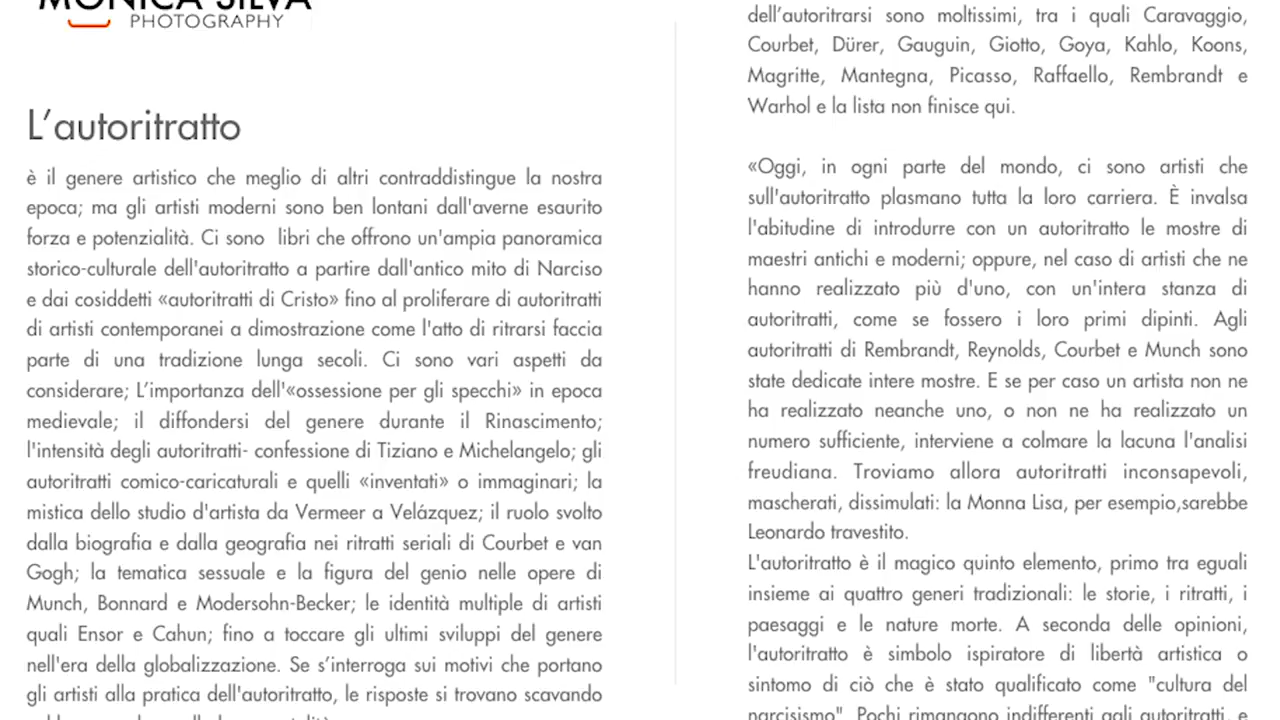 MONICA SILVA
PHOTOGRAPHY
L'autoritratto
è il genere artistico che meglio di altri contraddistingue la nostra
epoca; ma gli artisti moderni sono ben lontani dall'averne esaurito
forza e potenzialità. Ci sono  libri che offrono un'ampia panoramica
storico-culturale dell'autoritratto a partire dall'antico mito di Narciso
e dai cosiddetti «autoritratti di Cristo» fino al proliferare di autoritratti
di artisti contemporanei a dimostrazione come l'atto di ritrarsi faccia
parte di una tradizione lunga secoli. Ci sono vari aspetti da
considerare; L'importanza dell'«ossessione per gli specchi» in epoca
medievale; il diffondersi del genere durante il Rinascimento;
l'intensità degli autoritratti- confessione di Tiziano e Michelangelo; gli
autoritratti comico-caricaturali e quelli «inventati» o immaginari; la
mistica dello studio d'artista da Vermeer a Velázquez; il ruolo svolto
dalla biografia e dalla geografia nei ritratti seriali di Courbet e van
Gogh; la tematica sessuale e la figura del genio nelle opere di
Munch, Bonnard e Modersohn-Becker; le identità multiple di artisti
quali Ensor e Cahun; fino a toccare gli ultimi sviluppi del genere
nell'era della globalizzazione. Se s'interroga sui motivi che portano
gli artisti alla pratica dell'autoritratto, le risposte si trovano scavando
dell'autoritrarsi sono moltissimi, tra i quali Caravaggio,
Courbet, Dürer, Gauguin, Giotto, Goya, Kahlo, Koons,
Magritte, Mantegna, Picasso, Raffaello, Rembrandt e
Warhol e la lista non finisce qui.
«Oggi, in ogni parte del mondo, ci sono artisti che
sull'autoritratto plasmano tutta la loro carriera. È invalsa
l'abitudine di introdurre con un autoritratto le mostre di
maestri antichi e moderni; oppure, nel caso di artisti che ne
hanno realizzato più d'uno, con un'intera stanza di
autoritratti, come se fossero i loro primi dipinti. Agli
autoritratti di Rembrandt, Reynolds, Courbet e Munch sono
state dedicate intere mostre. E se per caso un artista non ne
ha realizzato neanche uno, o non ne ha realizzato un
numero sufficiente, interviene a colmare la lacuna l'analisi
freudiana. Troviamo allora autoritratti inconsapevoli,
mascherati, dissimulati: la Monna Lisa, per esempio,sarebbe
Leonardo travestito.
L'autoritratto è il magico quinto elemento, primo tra eguali
insieme ai quattro generi tradizionali: le storie, i ritratti, i
paesaggi e le nature morte. A seconda delle opinioni,
l'autoritratto è simbolo ispiratore di libertà artistica o
sintomo di ciò che è stato qualificato come "cultura del
narcisismo". Pochi rimangono indifferenti agli autoritratti, e